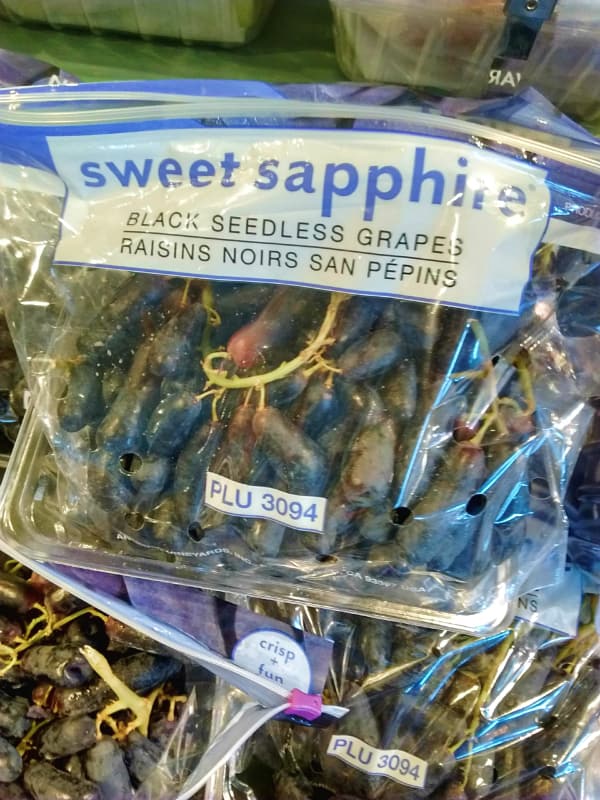 sweet sapphire
BLACK SEEDLESS GRAPES
RAISINS NOIRS SAN PÉPINS
PLU 3094
crisp
+
fun
PLU 3094